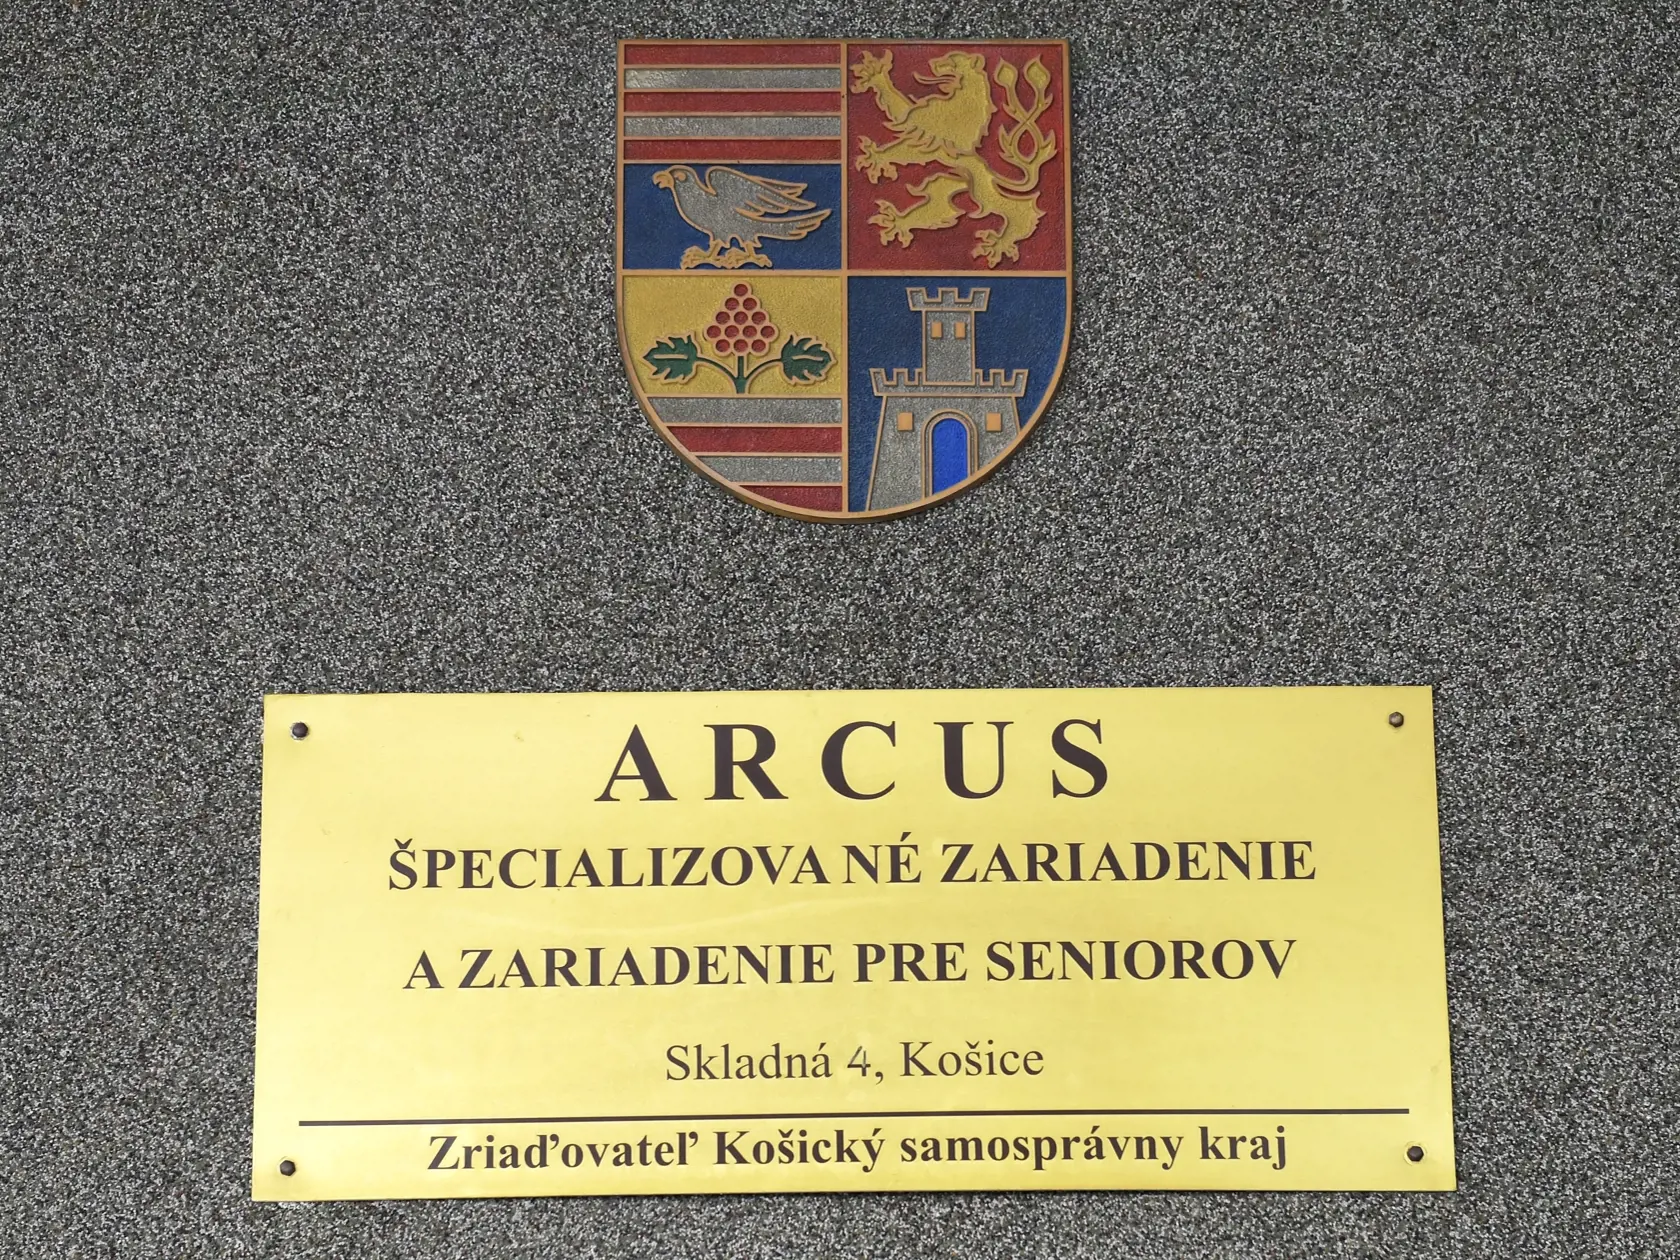 ARCUS
ŠPECIALIZOVANÉ ZARIADENIE
A ZARIADENIE PRE SENIOROV
Skladná 4, Košice
Zriaďovateľ Košický samosprávny kraj